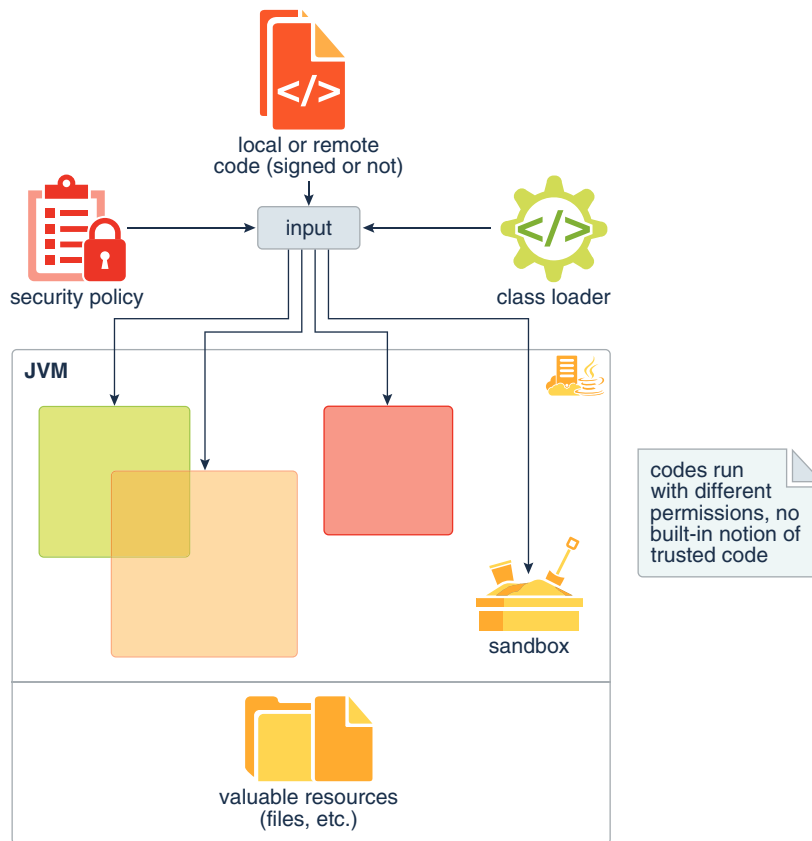 </>
local or remote
code (signed or not)
input
security policy
</>
class loader
JVM
codes run
with different
permissions, no
built-in notion of
trusted code
sandbox
valuable resources
(files, etc.)